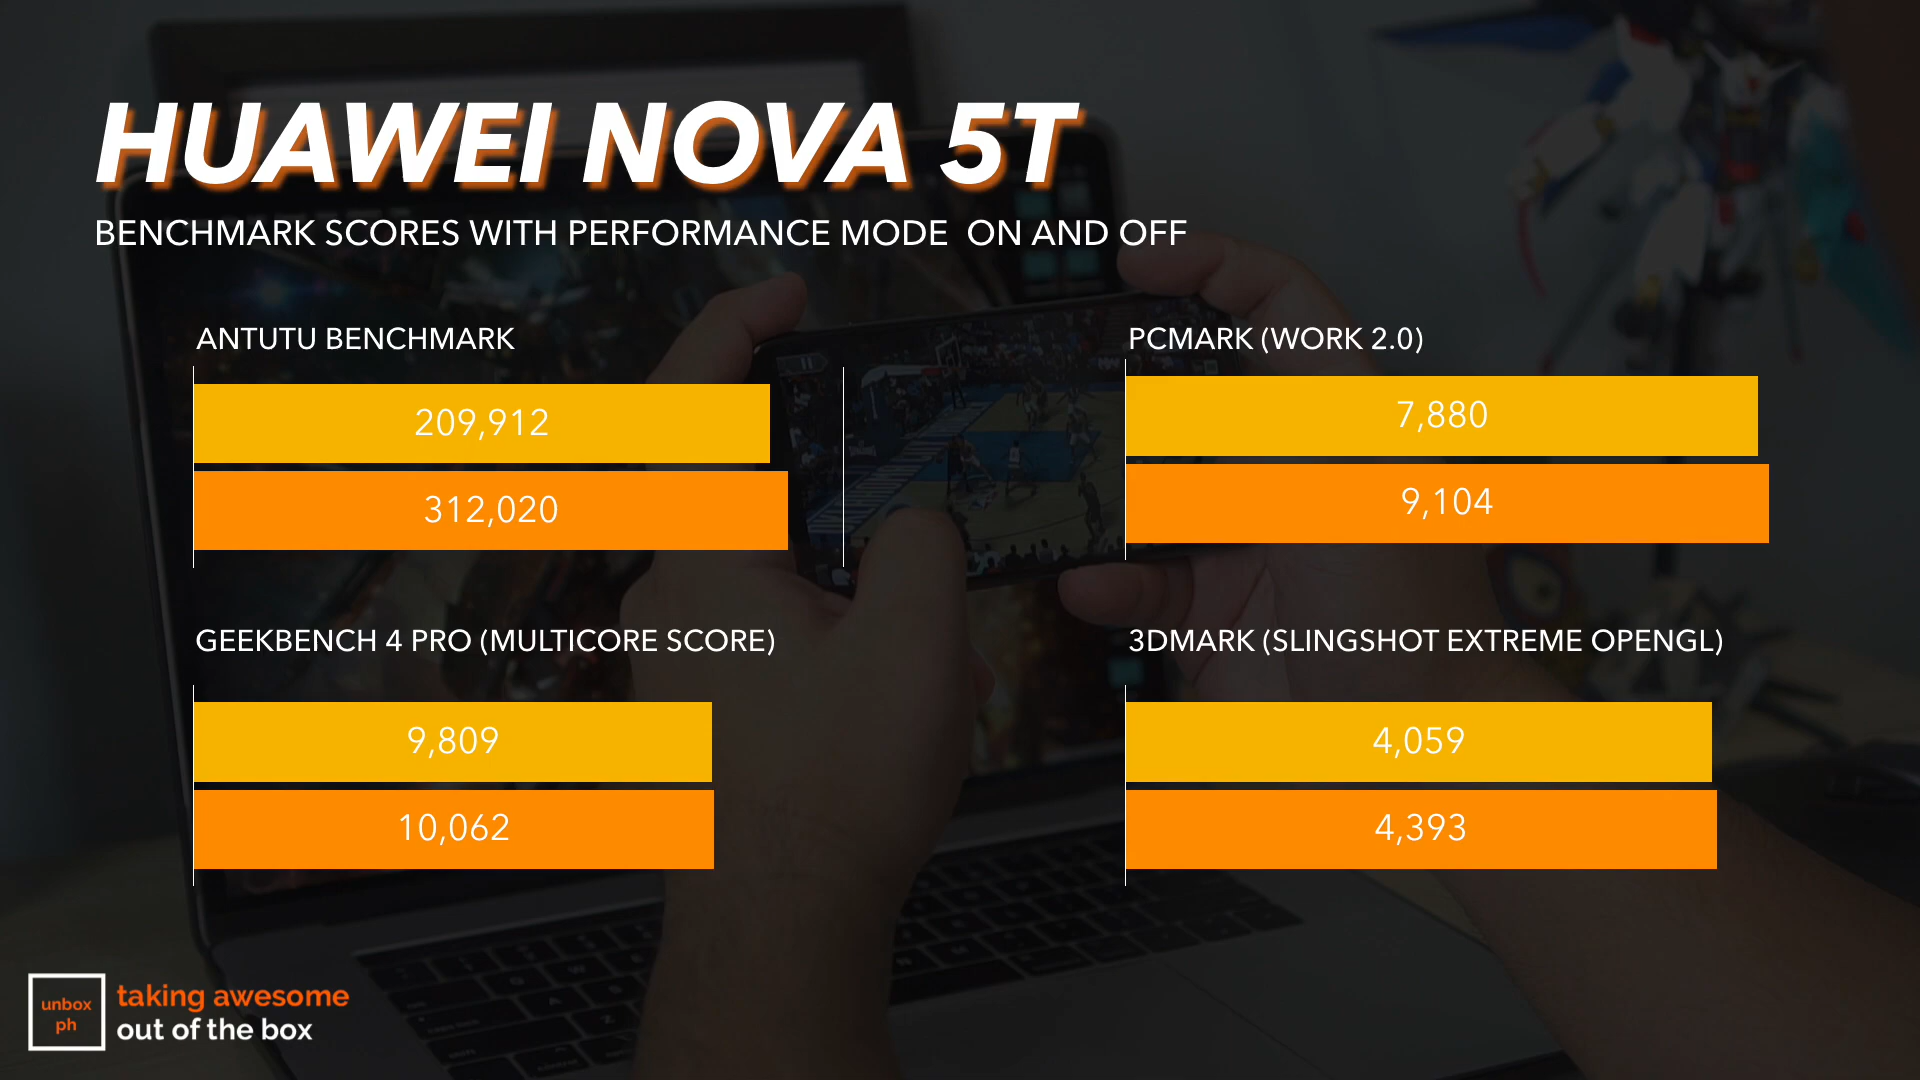 HUAWEI NOVA 5T
BENCHMARK SCORES WITH PERFORMANCE MODE ON AND OFF
ANTUTU BENCHMARK
209,912
312,020
PCMARK (WORK 2.0)
7,880
9,104
GEEKBENCH 4 PRO (MULTICORE SCORE)
9,809
10,062
3DMARK (SLINGSHOT EXTREME OPENGL)
4,059
4,393
unbox
ph
taking awesome
out of the box